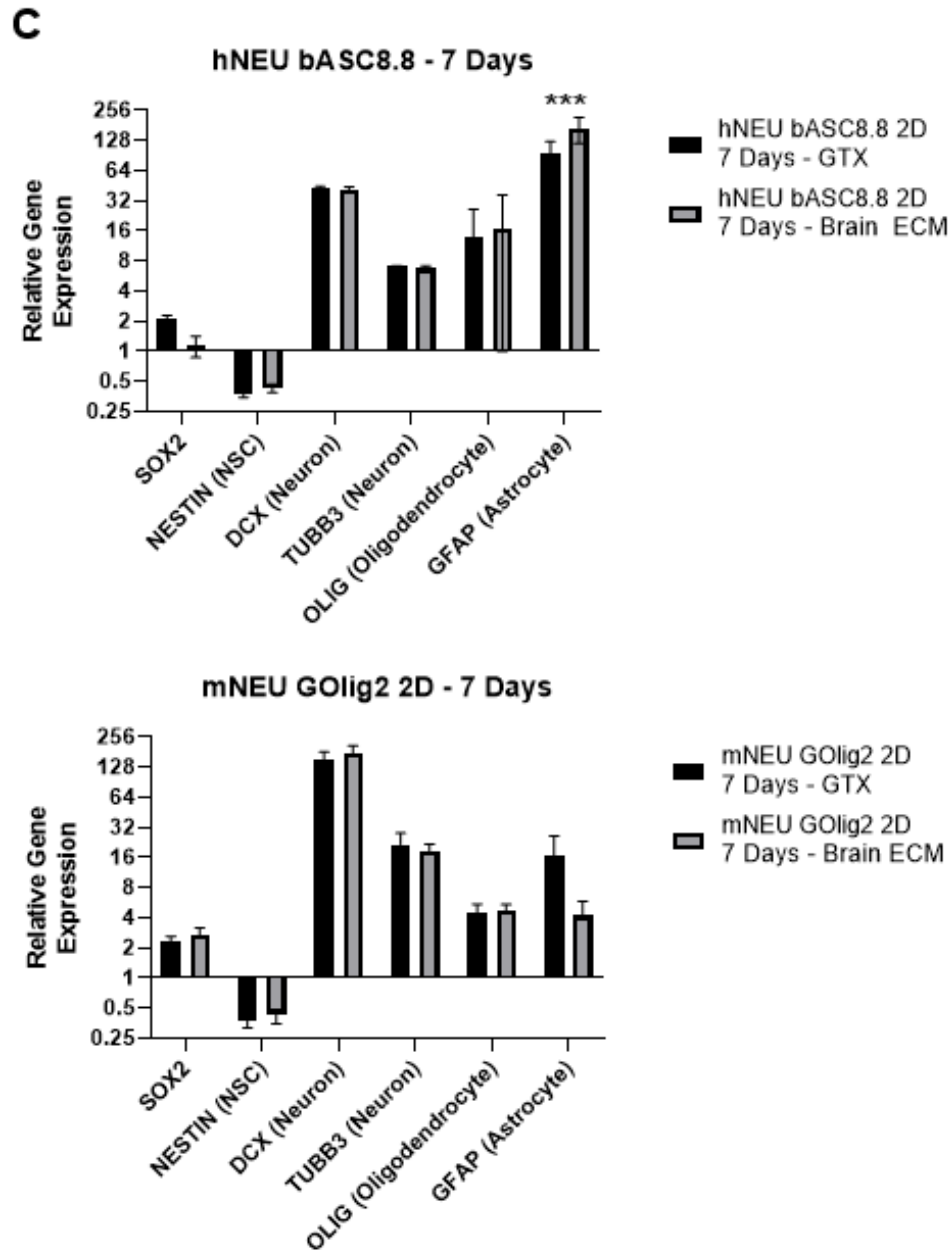 C
hNEU bASC8.8 - 7 Days
Relative Gene
Expression
256
128
64
32
16
8
4
2
1
0.5
0.25
***
SOX2
NESTIN (NSC)
DCX (Neuron)
TUBB3 (Neuron)
OLIG (Oligodendrocyte)
GFAP (Astrocyte)
hNEU bASC8.8 2D
7 Days - GTX
hNEU bASC8.8 2D
7 Days - Brain ECM
mNEU GOlig2 2D - 7 Days
Relative Gene
Expression
256
128
64
32
16
8
4
2
1
0.5
0.25
SOX2
NESTIN (NSC)
DCX (Neuron)
TUBB3 (Neuron)
OLIG (Oligodendrocyte)
GFAP (Astrocyte)
mNEU GOlig2 2D
7 Days - GTX
mNEU GOlig2 2D
7 Days - Brain ECM